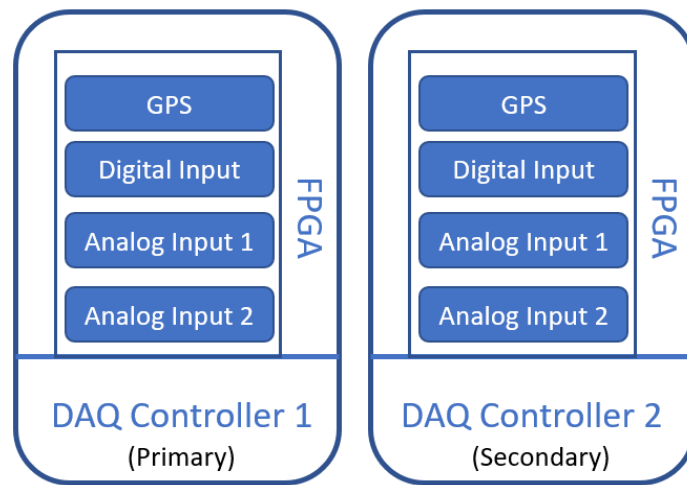 GPS
Digital Input
Analog Input 1
Analog Input 2
FPGA
DAQ Controller 1
(Primary)
GPS
Digital Input
Analog Input 1
Analog Input 2
FPGA
DAQ Controller 2
(Secondary)